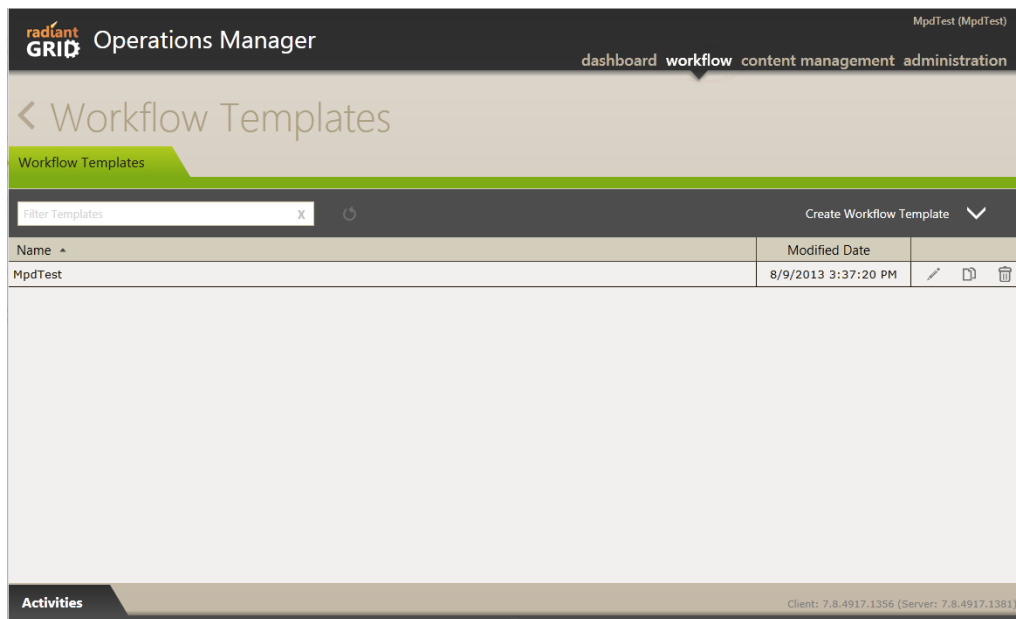 MpdTest (MpdTest)
radiant
GRID
Operations Manager
dashboard workflow content management administration
Workflow Templates
Workflow Templates
Filter Templates X
Create Workflow Template
Name Modified Date
MpdTest 8/9/2013 3:37:20 PM
Activities
Client: 7.8.4917.1356 (Server: 7.8.4917.1381)